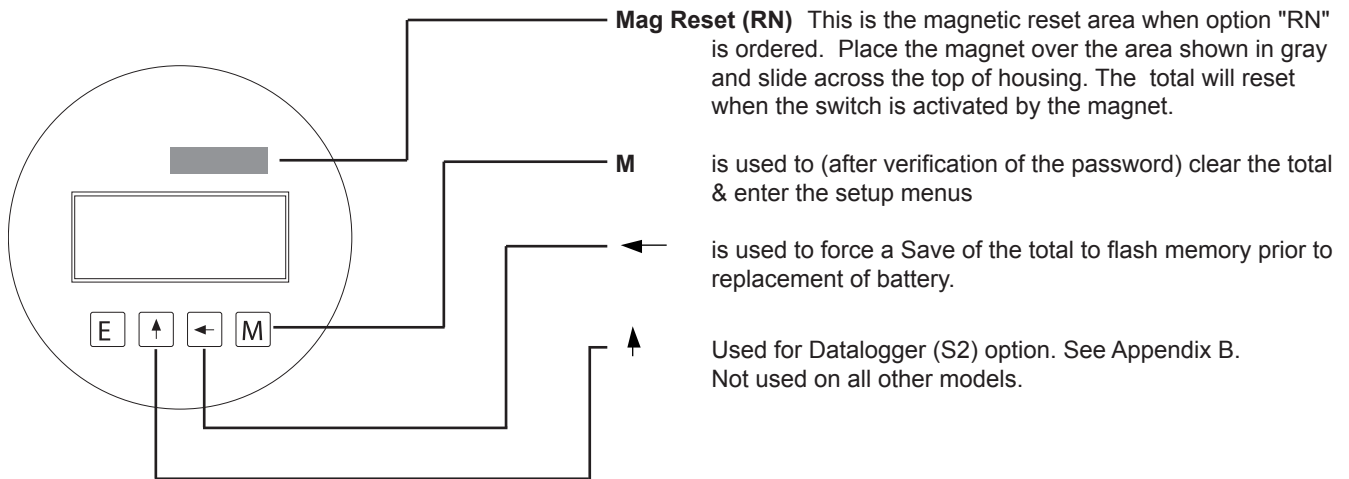 Mag Reset (RN) This is the magnetic reset area when option "RN"
is ordered. Place the magnet over the area shown in gray
and slide across the top of housing. The total will reset
when the switch is activated by the magnet.
M is used to (after verification of the password) clear the total
& enter the setup menus
← is used to force a Save of the total to flash memory prior to
replacement of battery.
E ↑ ← M
↑ Used for Datalogger (S2) option. See Appendix B.
Not used on all other models.